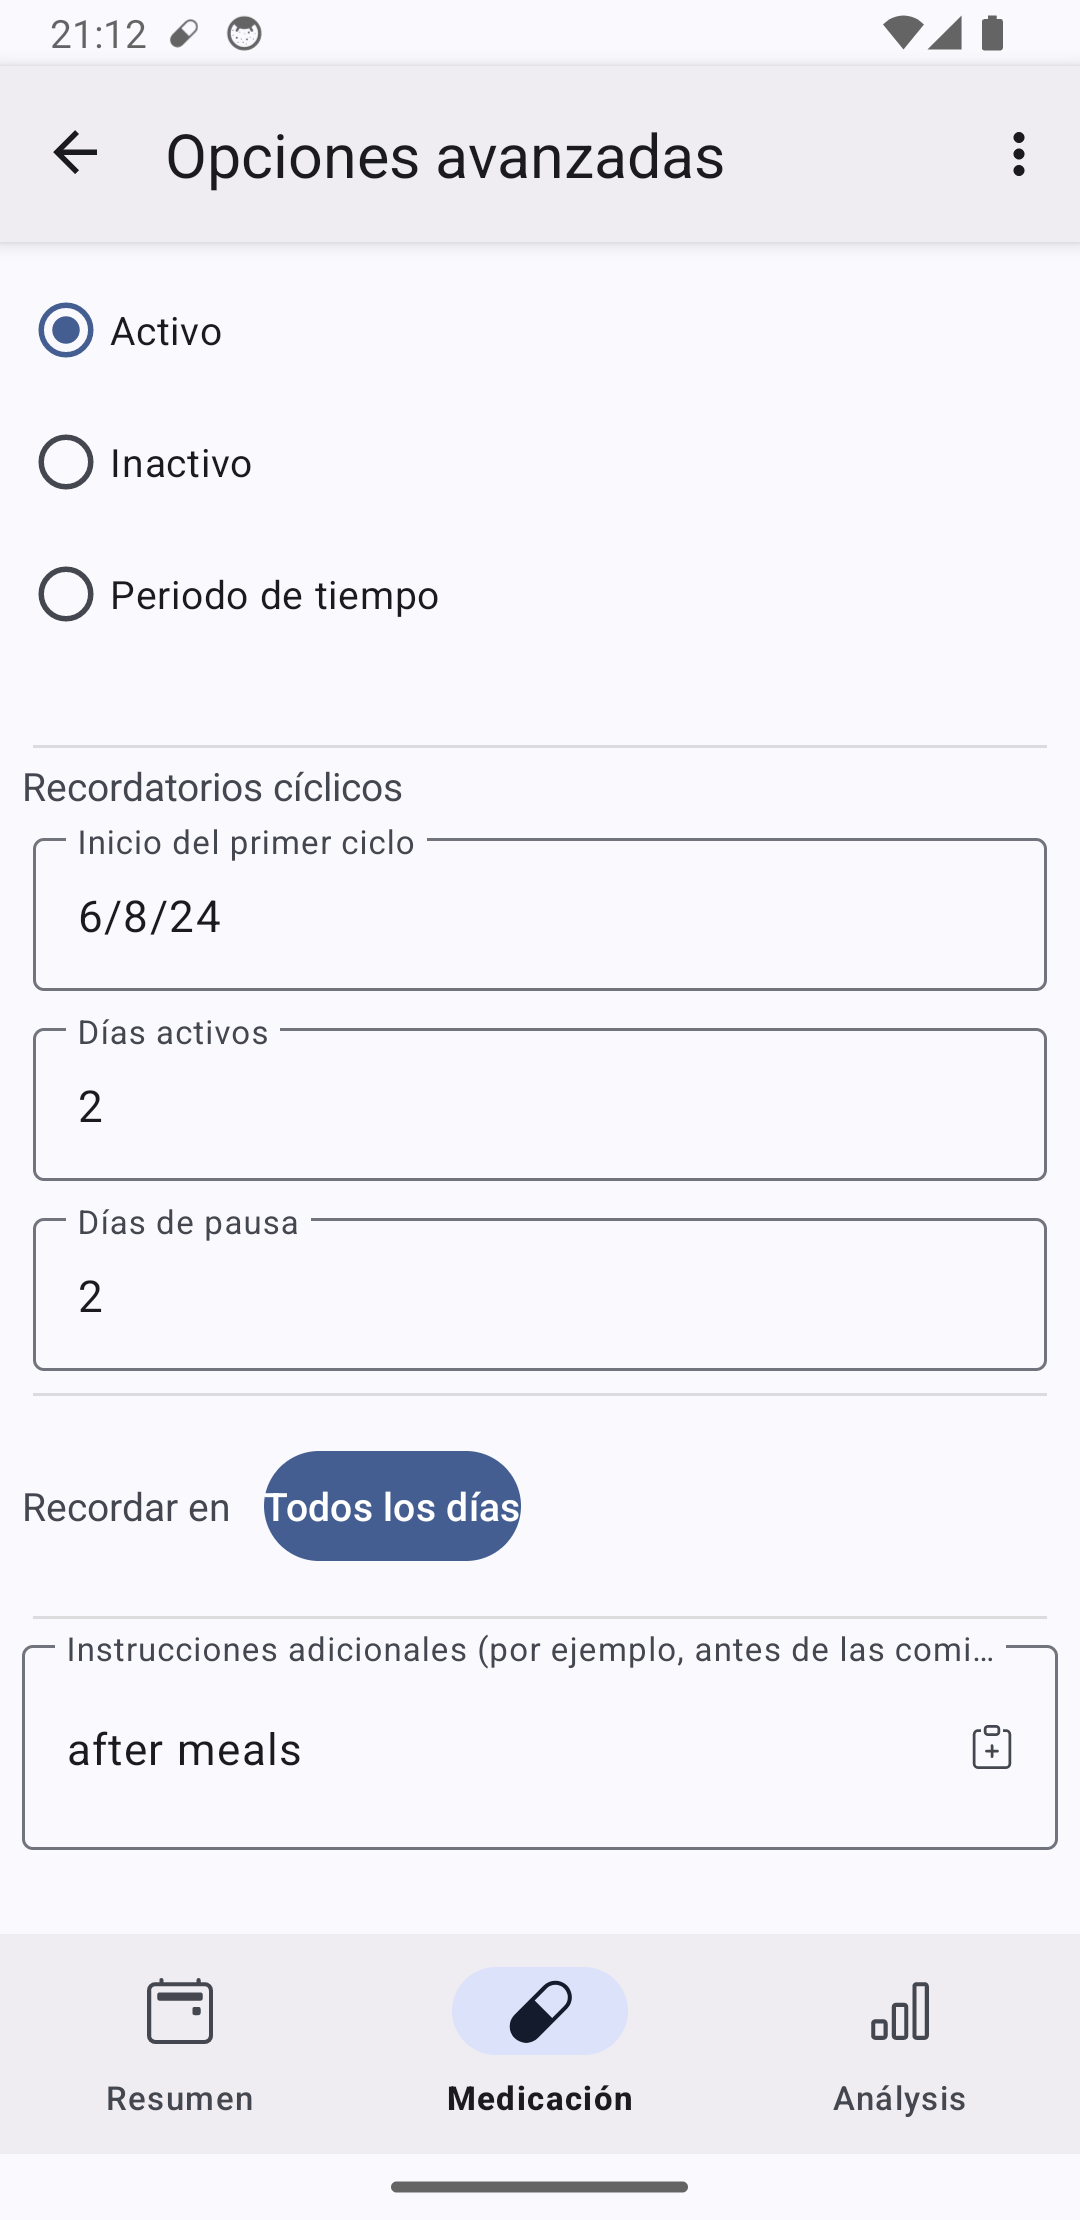 21:12
Opciones avanzadas
Activo
Inactivo
Periodo de tiempo
Recordatorios cíclicos
Inicio del primer ciclo
6/8/24
Días activos
2
Días de pausa
2
Recordar en Todos los días
Instrucciones adicionales (por ejemplo, antes de las comi…
after meals
Resumen Medicación Análysis